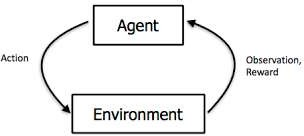 Agent
Action
Observation,
Reward
Environment